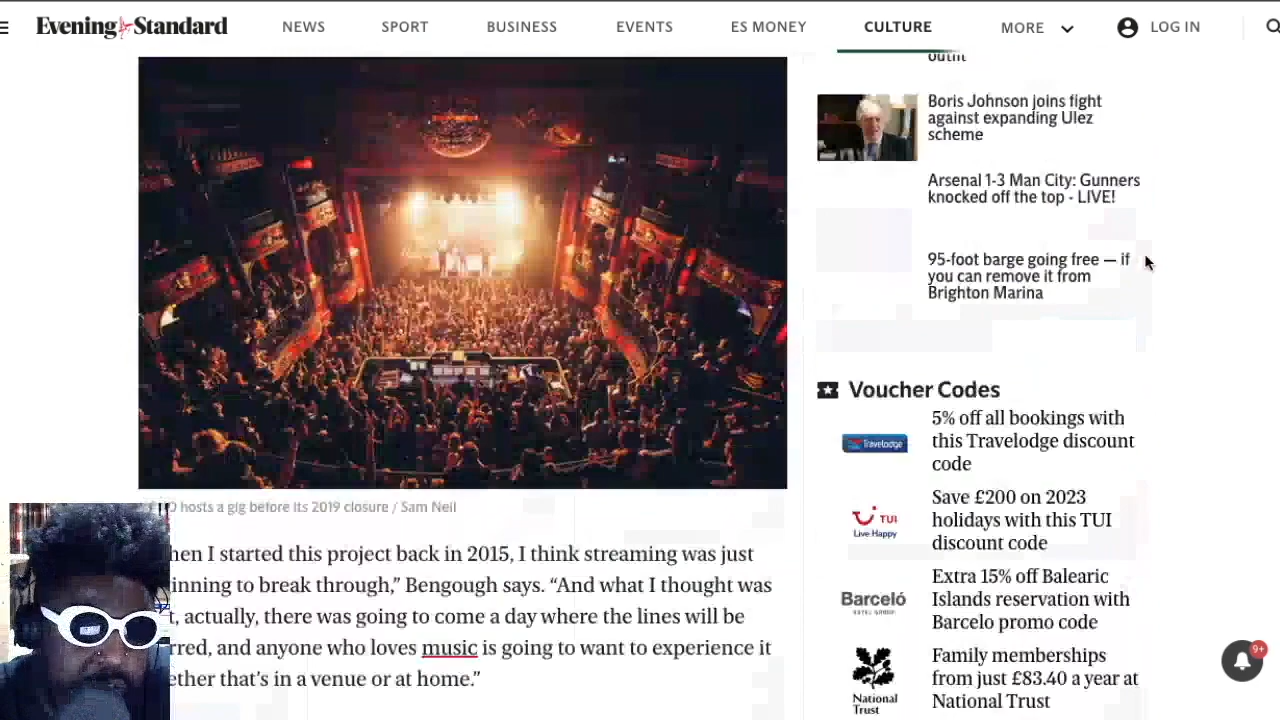 Evening Standard
NEWS
SPORT
BUSINESS
EVENTS
ES MONEY
CULTURE
MORE
LOG IN
outfit
Boris Johnson joins fight
against expanding Ulez
scheme
Arsenal 1-3 Man City: Gunners
knocked off the top - LIVE!
95-foot barge going free — if
you can remove it from
Brighton Marina
Voucher Codes
Travelodge
5% off all bookings with
this Travelodge discount
code
TUI
Live Happy
Save £200 on 2023
holidays with this TUI
discount code
Barceló
HOTEL GROUP
Extra 15% off Balearic
Islands reservation with
Barcelo promo code
National
Trust
Family memberships
from just £83.40 a year at
National Trust
9+
hosts a gig before its 2019 closure / Sam Neil
hen I started this project back in 2015, I think streaming was just
inning to break through,” Bengough says. “And what I thought was
t, actually, there was going to come a day where the lines will be
rred, and anyone who loves music is going to want to experience it
ether that’s in a venue or at home.”